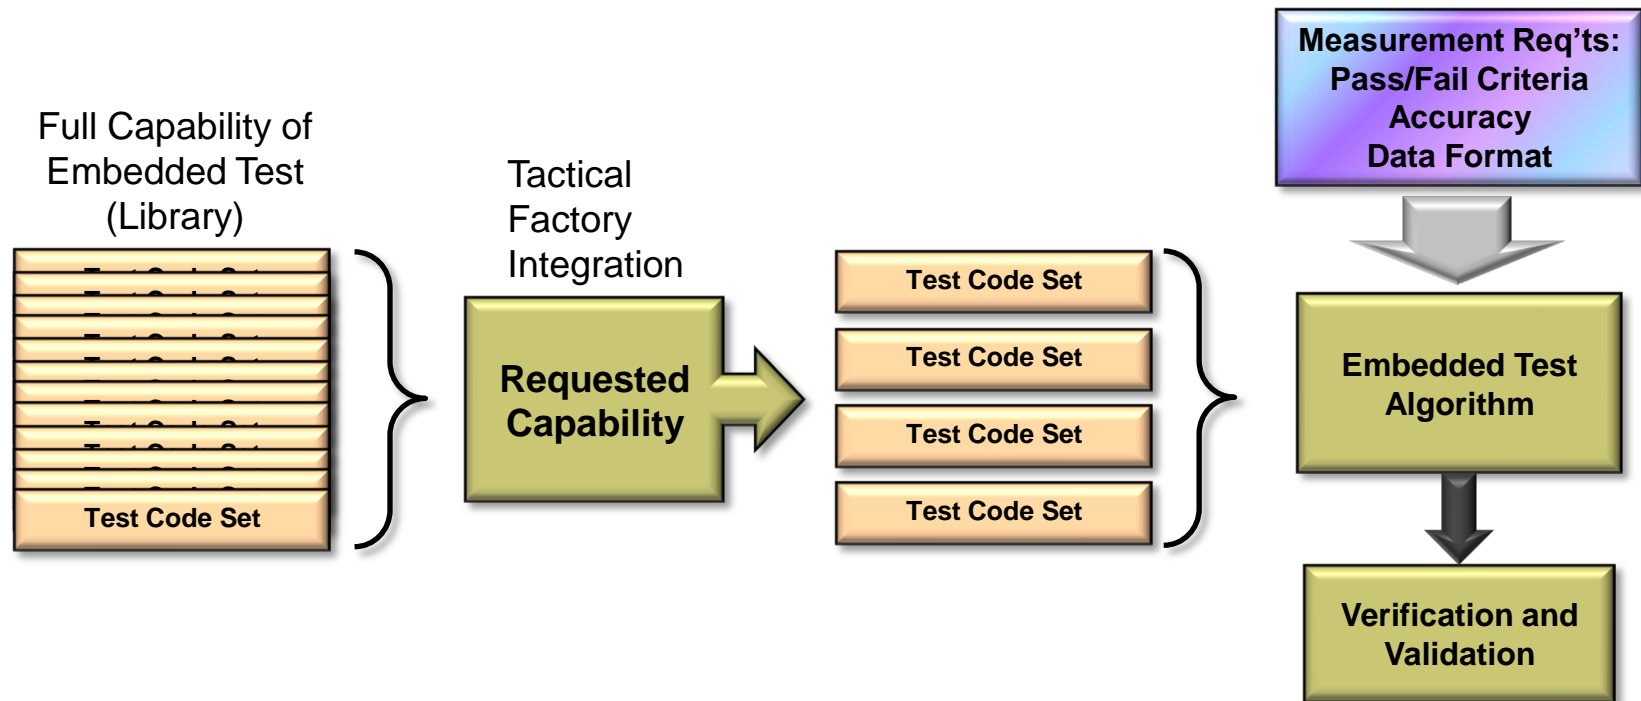 Measurement Req'ts:
Pass/Fail Criteria
Accuracy
Data Format
Full Capability of
Embedded Test
(Library)
Tactical
Factory
Integration
Test Code Set
Requested
Capability
Test Code Set
Test Code Set
Test Code Set
Test Code Set
Embedded Test
Algorithm
Verification and
Validation